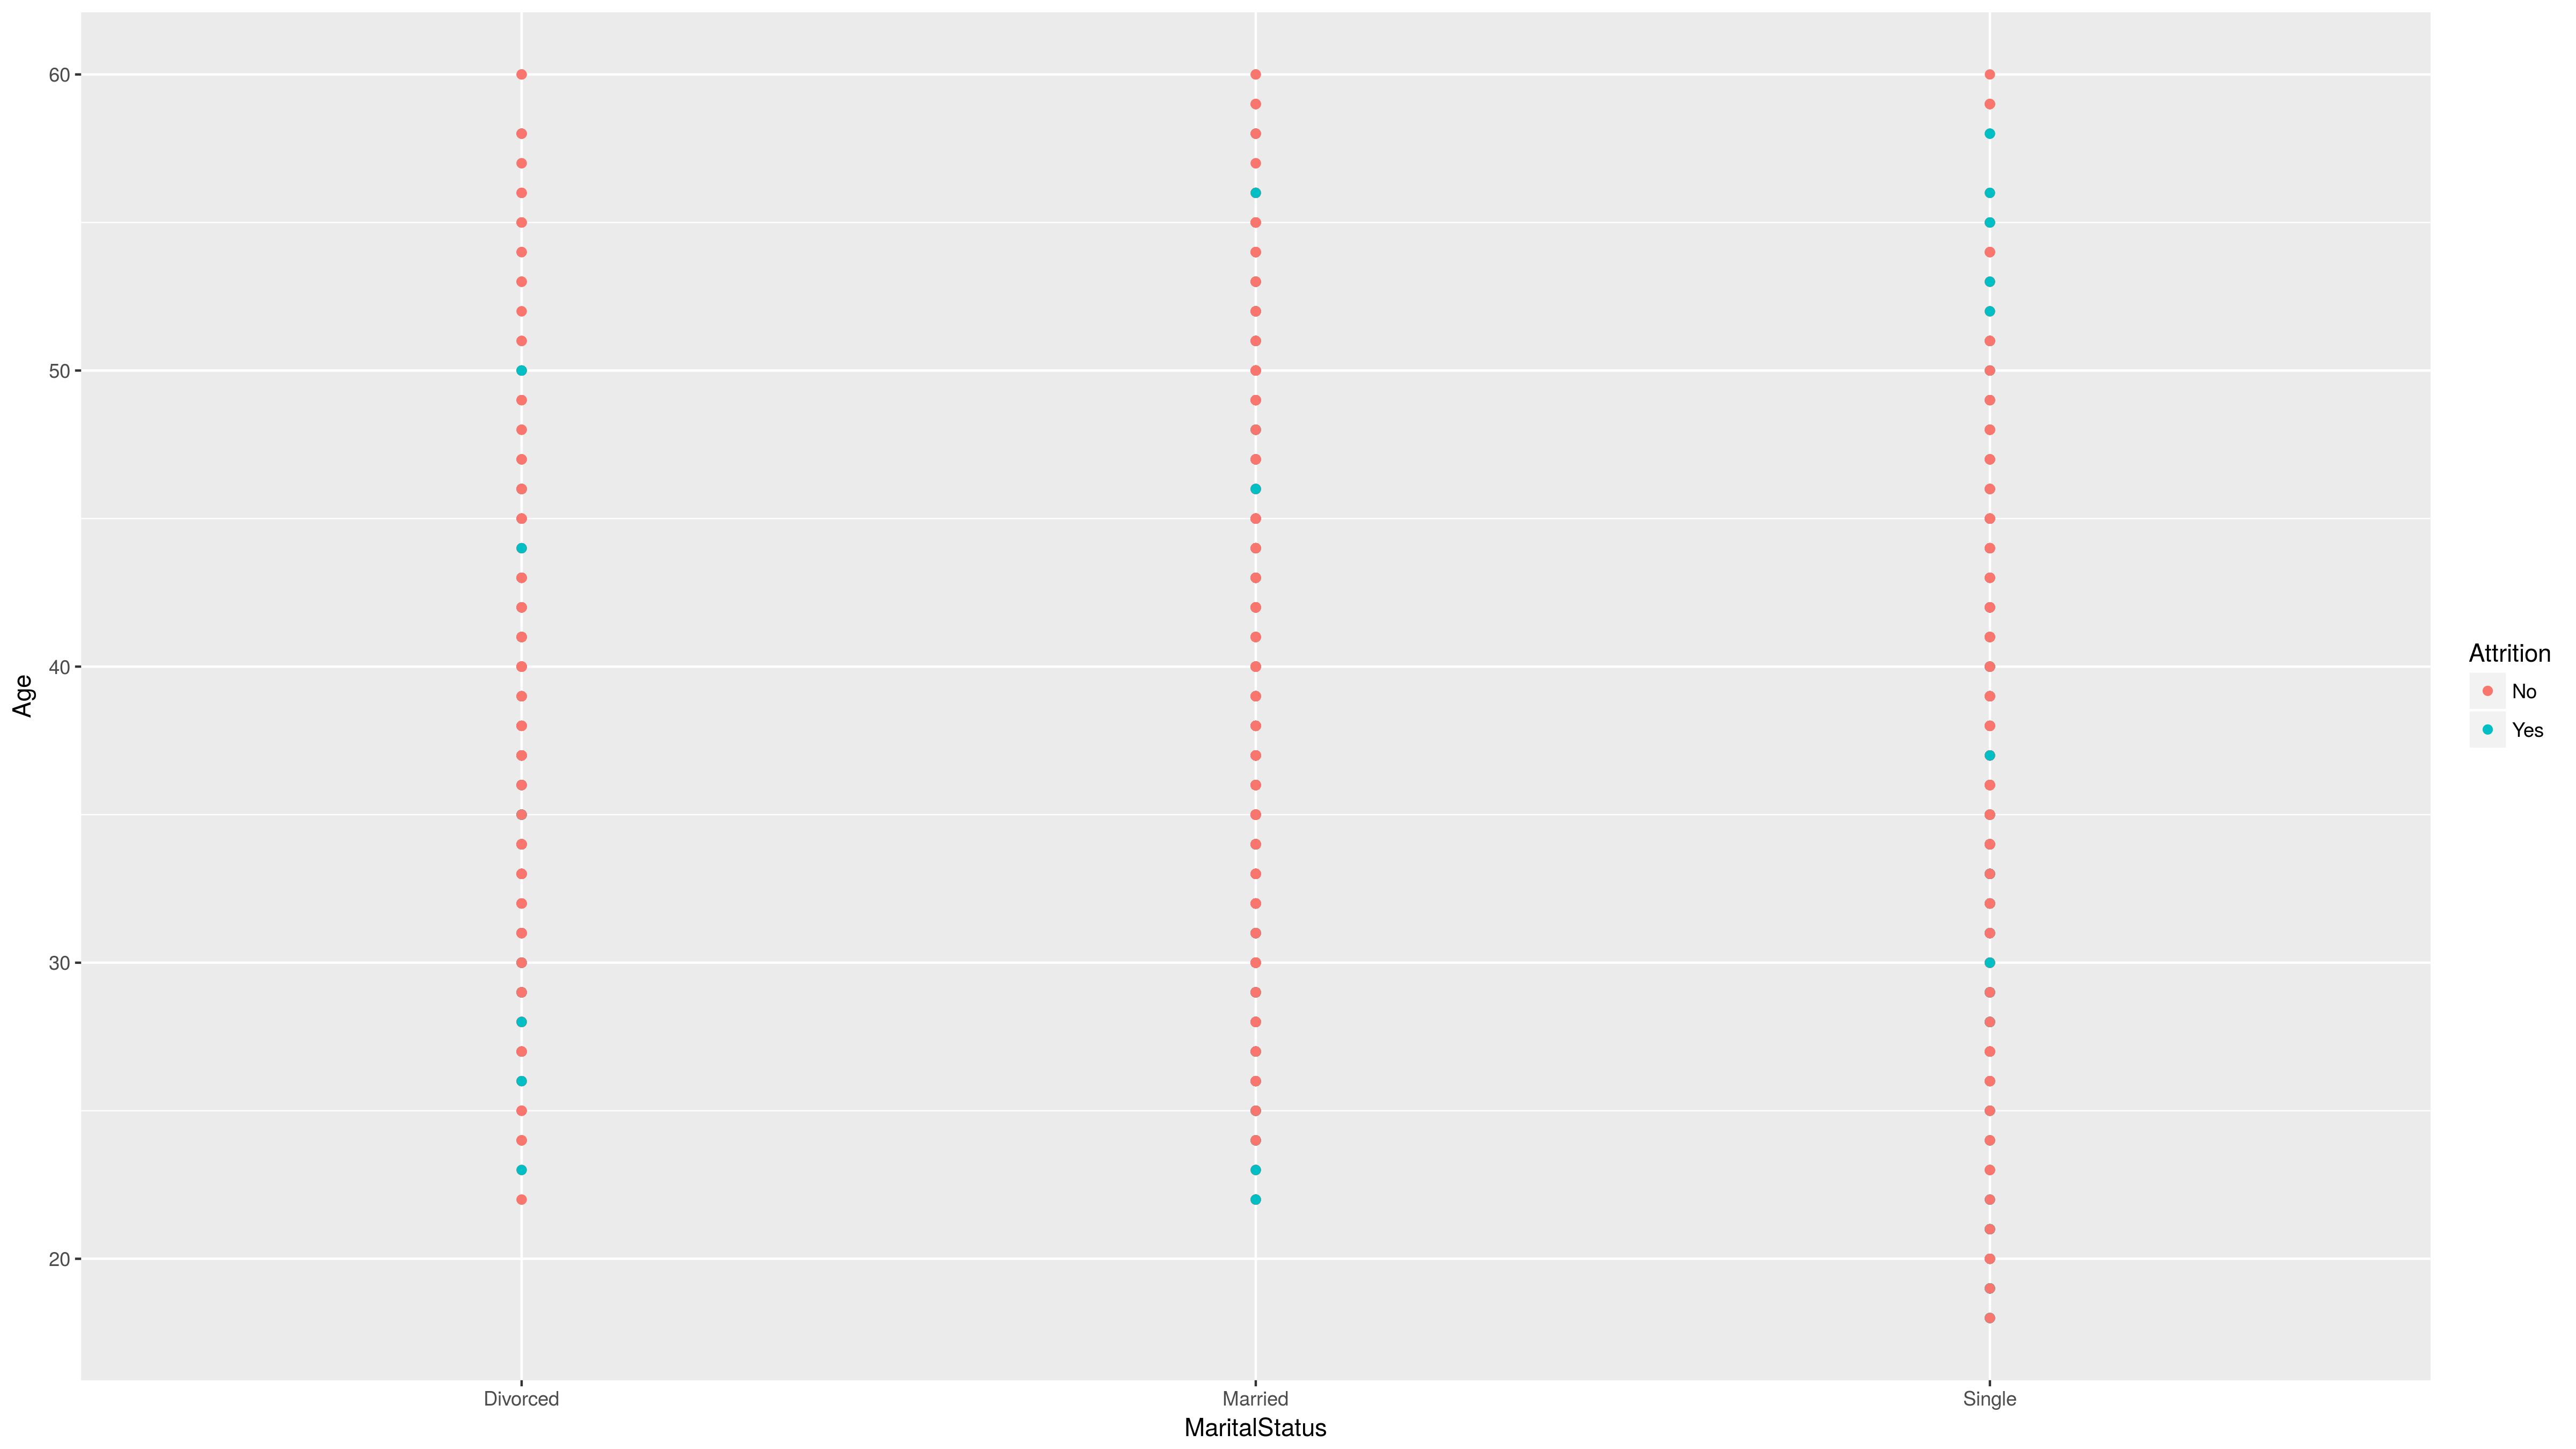 60
50
40
30
20
Age
Divorced
Married
Single
MaritalStatus
Attrition
No
Yes